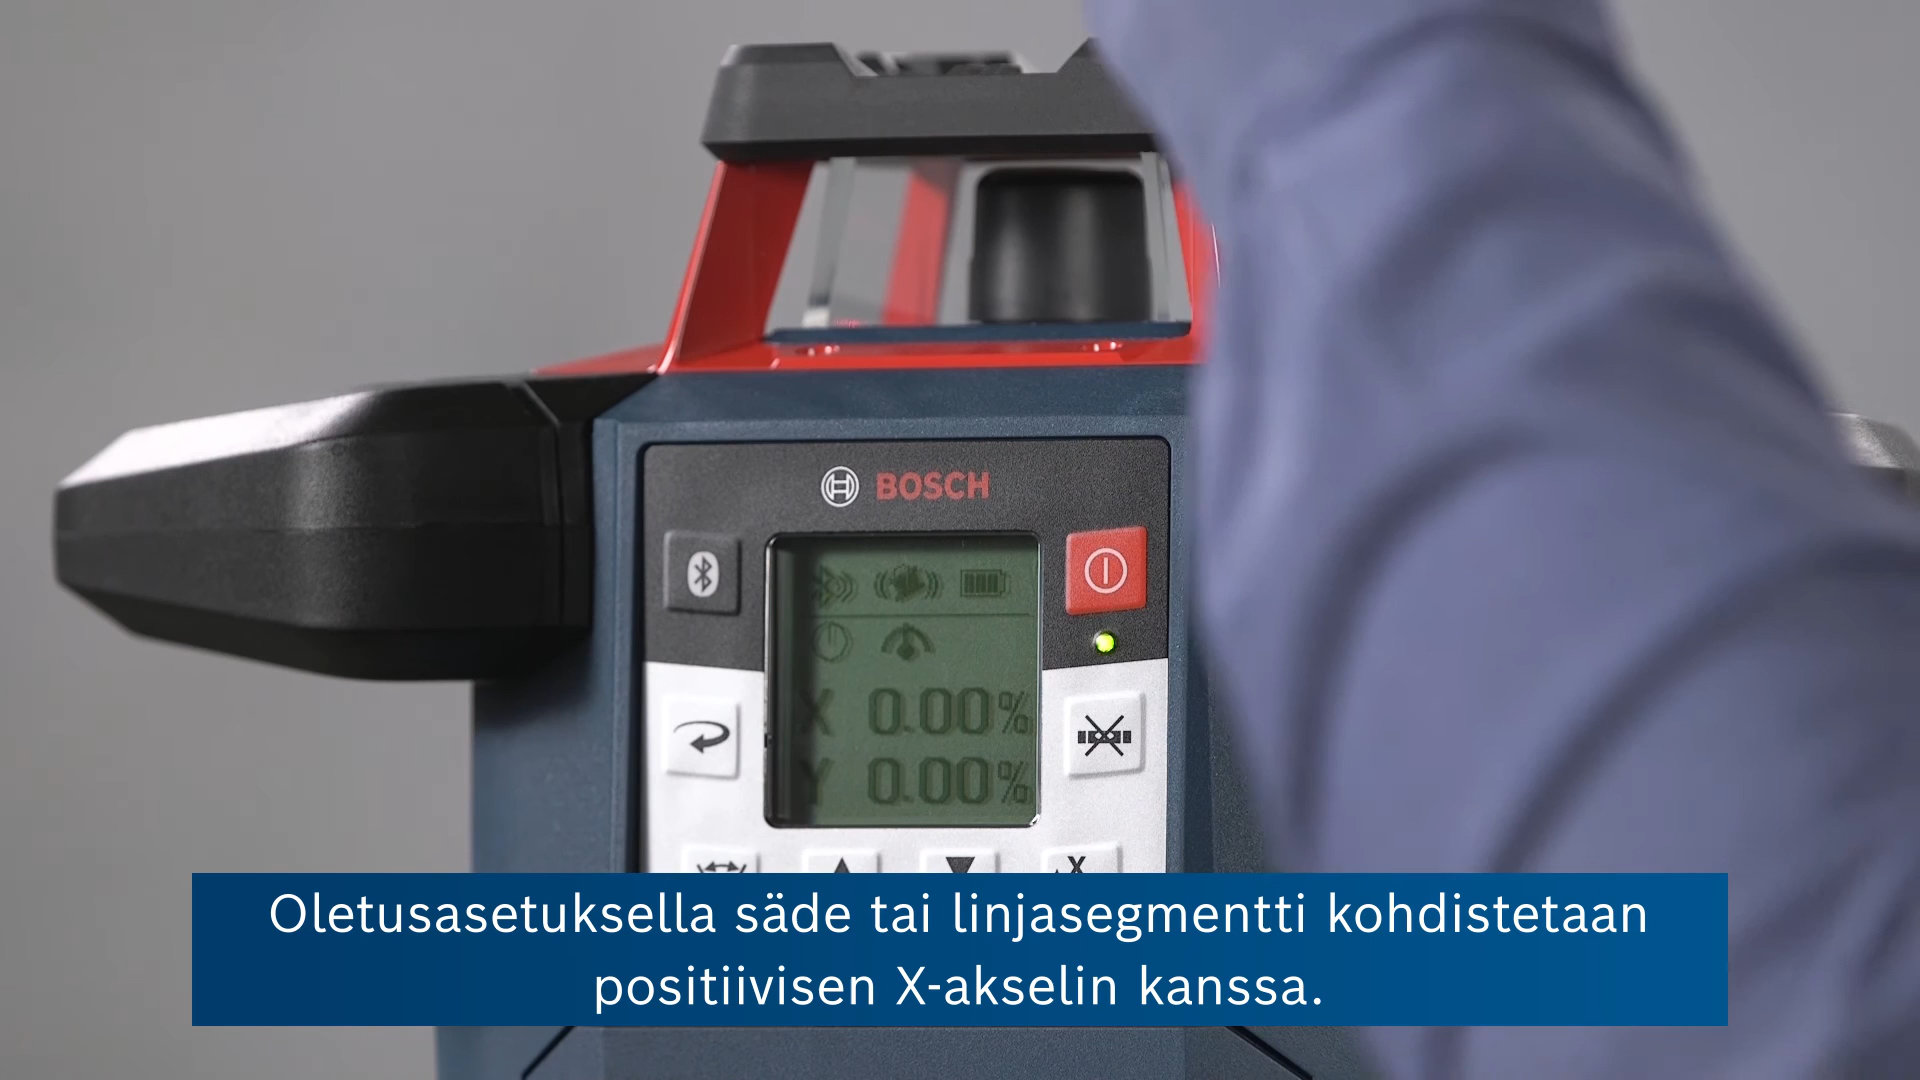 BOSCH
X 0.00%
Y 0.00%
X
Oletusasetuksella säde tai linjasegmentti kohdistetaan
positiivisen X-akselin kanssa.